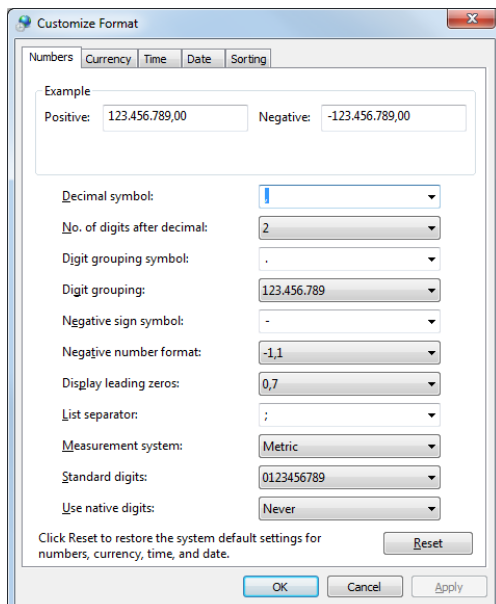 Customize Format
Numbers Currency Time Date Sorting
Example
Positive: 123.456.789,00 Negative: -123.456.789,00
Decimal symbol: ,
No. of digits after decimal: 2
Digit grouping symbol: .
Digit grouping: 123.456.789
Negative sign symbol: -
Negative number format: -1,1
Display leading zeros: 0,7
List separator: ;
Measurement system: Metric
Standard digits: 0123456789
Use native digits: Never
Click Reset to restore the system default settings for
numbers, currency, time, and date.
Reset
OK Cancel Apply